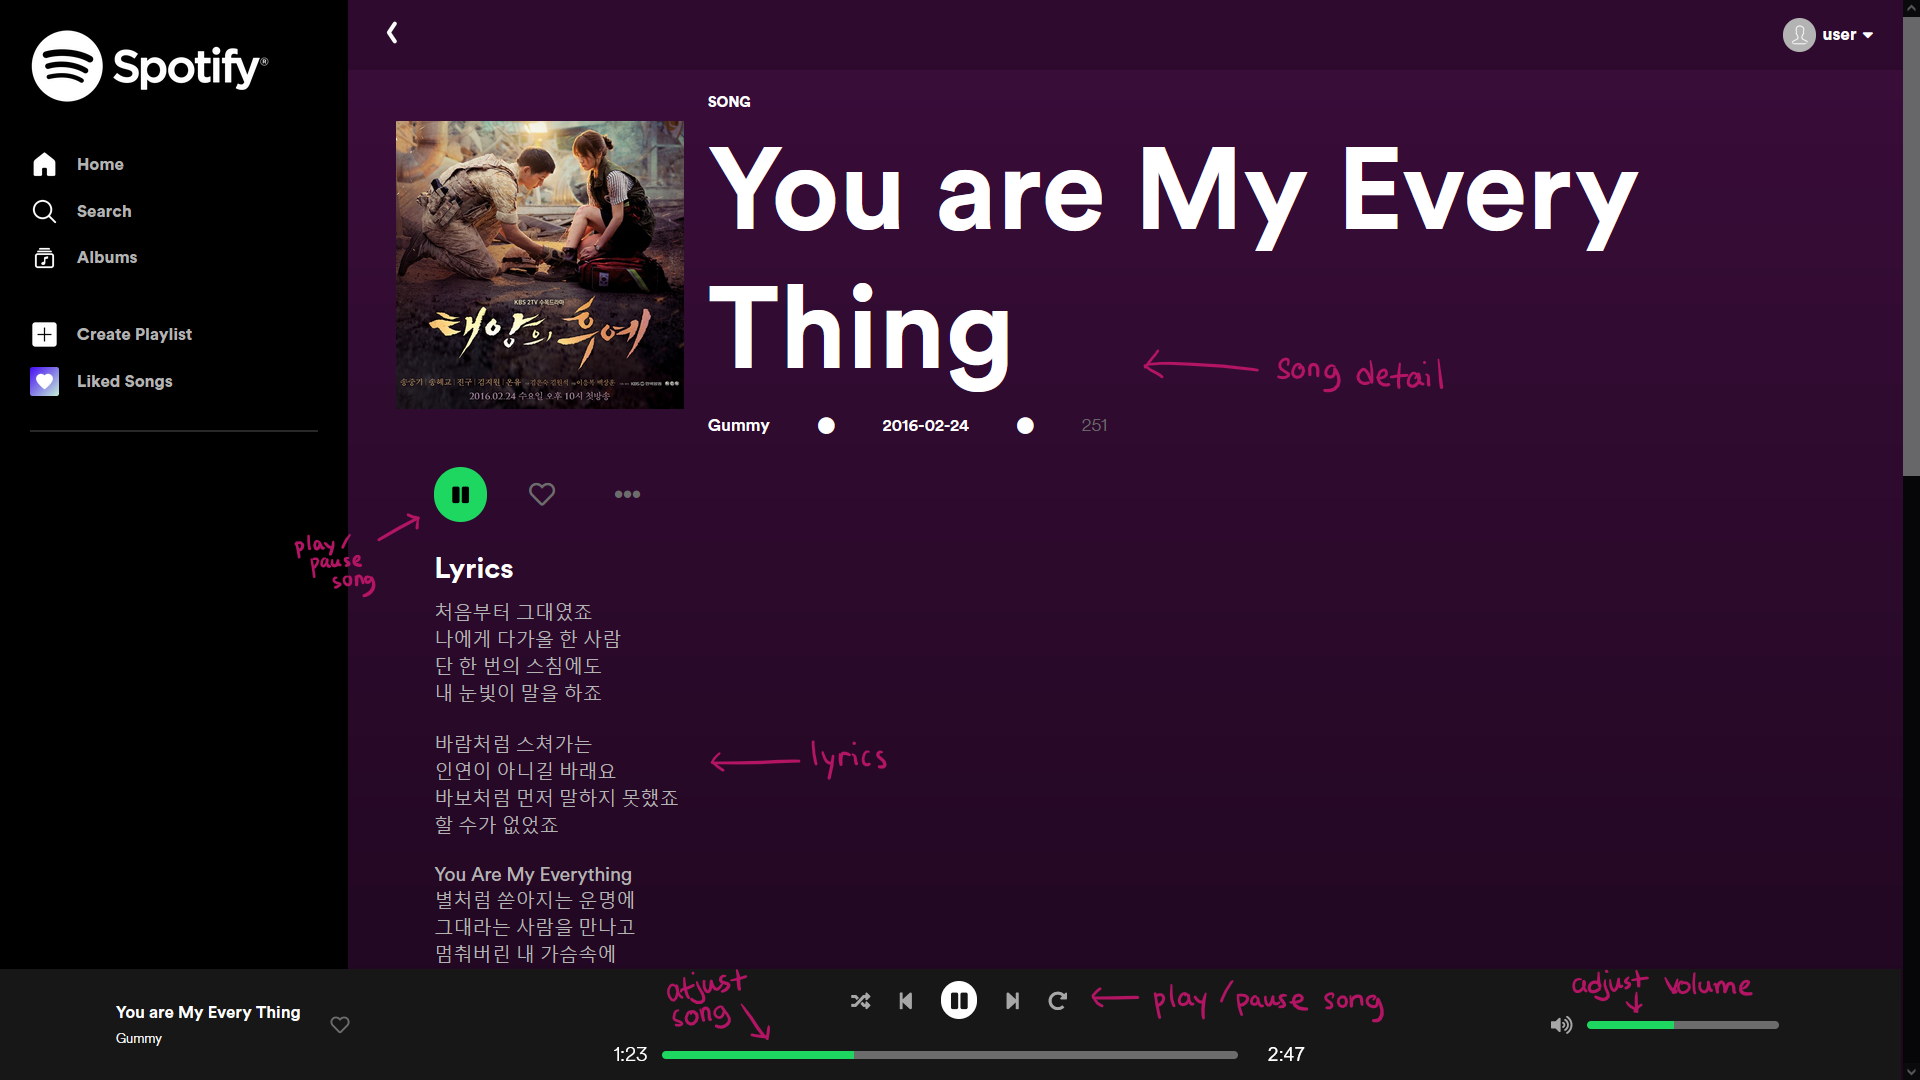 Spotify®
Home
Search
Albums
Create Playlist
Liked Songs
user
SONG
You are My Every
Thing
KBS 2TV 수목드라마
태양의 후예
송중기 | 송혜교 | 진구 | 김지원 | 온유
2016.02.24 수요일 오후 10시 첫방송
song detail
Gummy
2016-02-24
251
play/
pause
song
Lyrics
처음부터 그대였죠
나에게 다가올 한 사람
단 한 번의 스침에도
내 눈빛이 말을 하죠
바람처럼 스쳐가는
인연이 아니길 바래요
바보처럼 먼저 말하지 못했죠
할 수가 없었죠
lyrics
You Are My Everything
별처럼 쏟아지는 운명에
그대라는 사람을 만나고
멈춰버린 내 가슴속에
You are My Every Thing
Gummy
atjust
song
play/pause song
1:23
2:47
adjust volume